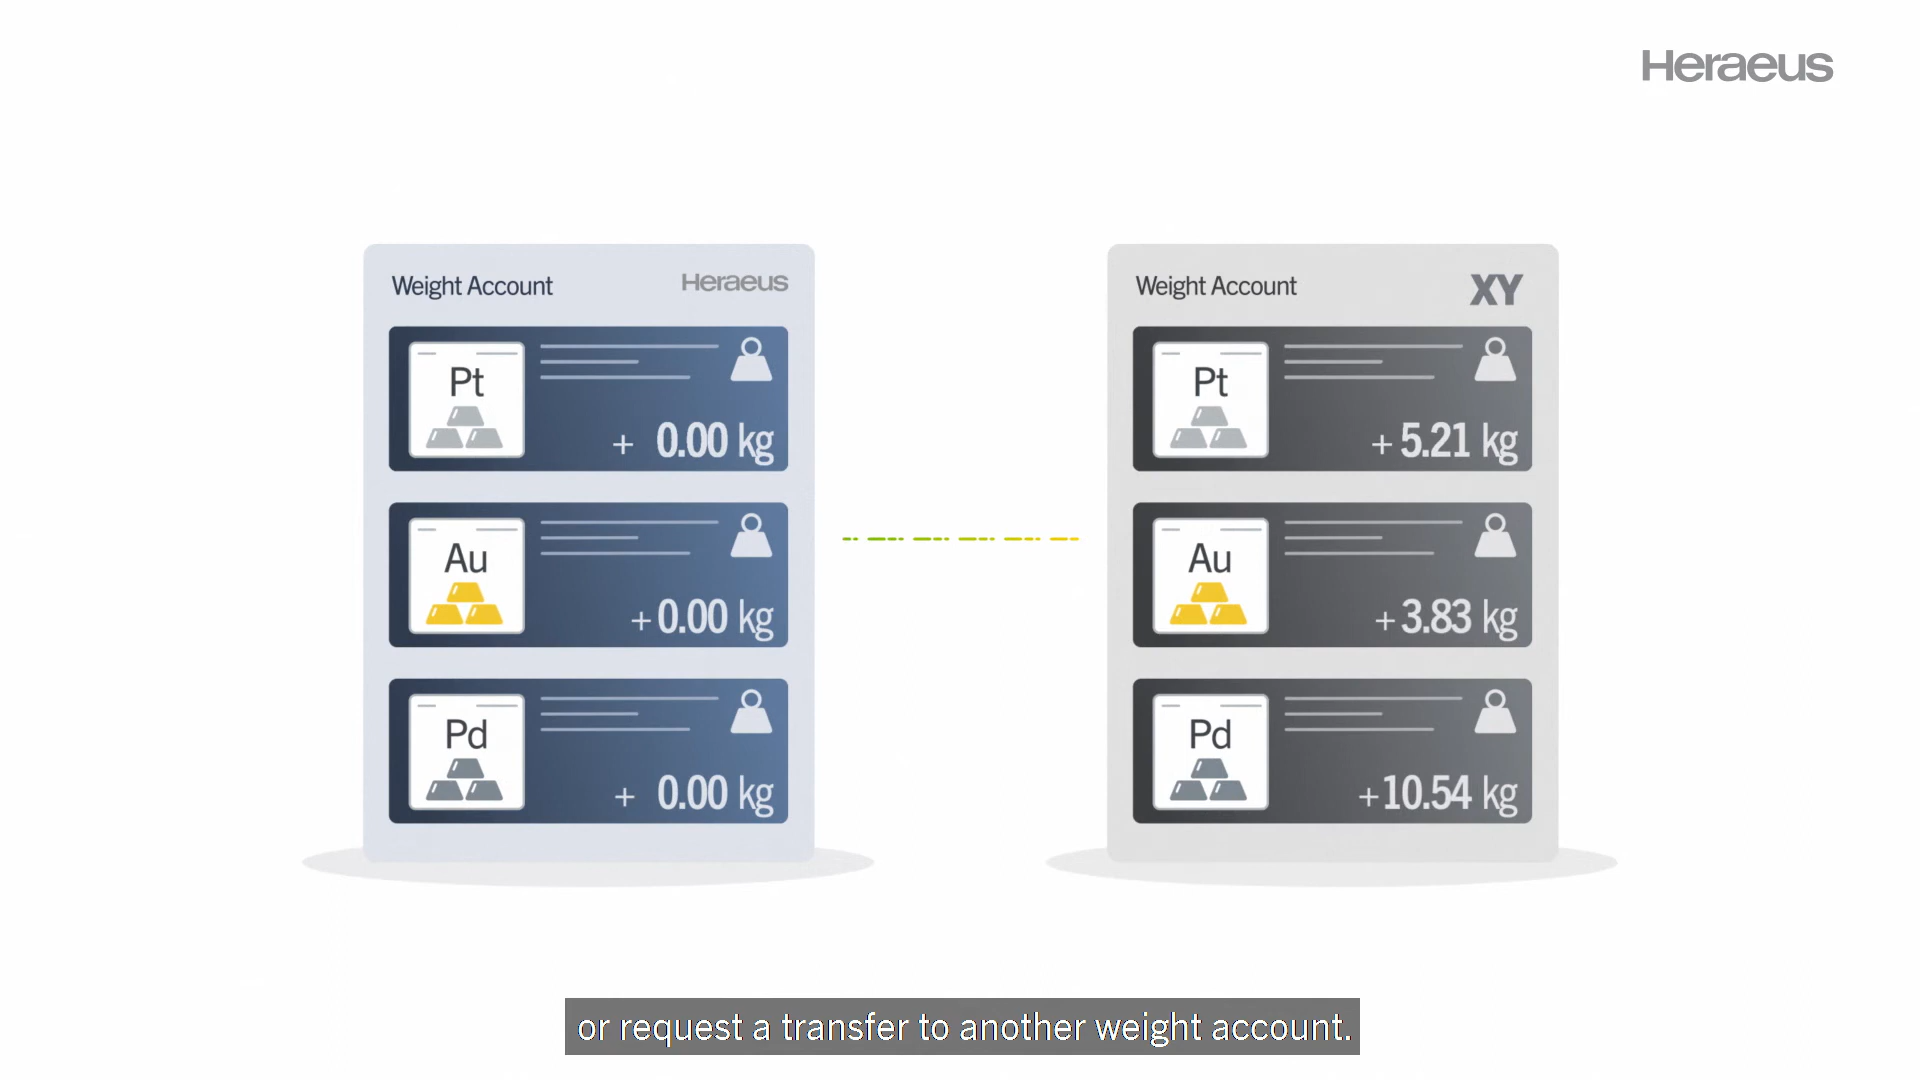 Heraeus
Weight Account Heraeus
Pt
+ 0.00 kg
Au
+ 0.00 kg
Pd
+ 0.00 kg
Weight Account XY
Pt
+ 5.21 kg
Au
+ 3.83 kg
Pd
+ 10.54 kg
or request a transfer to another weight account.